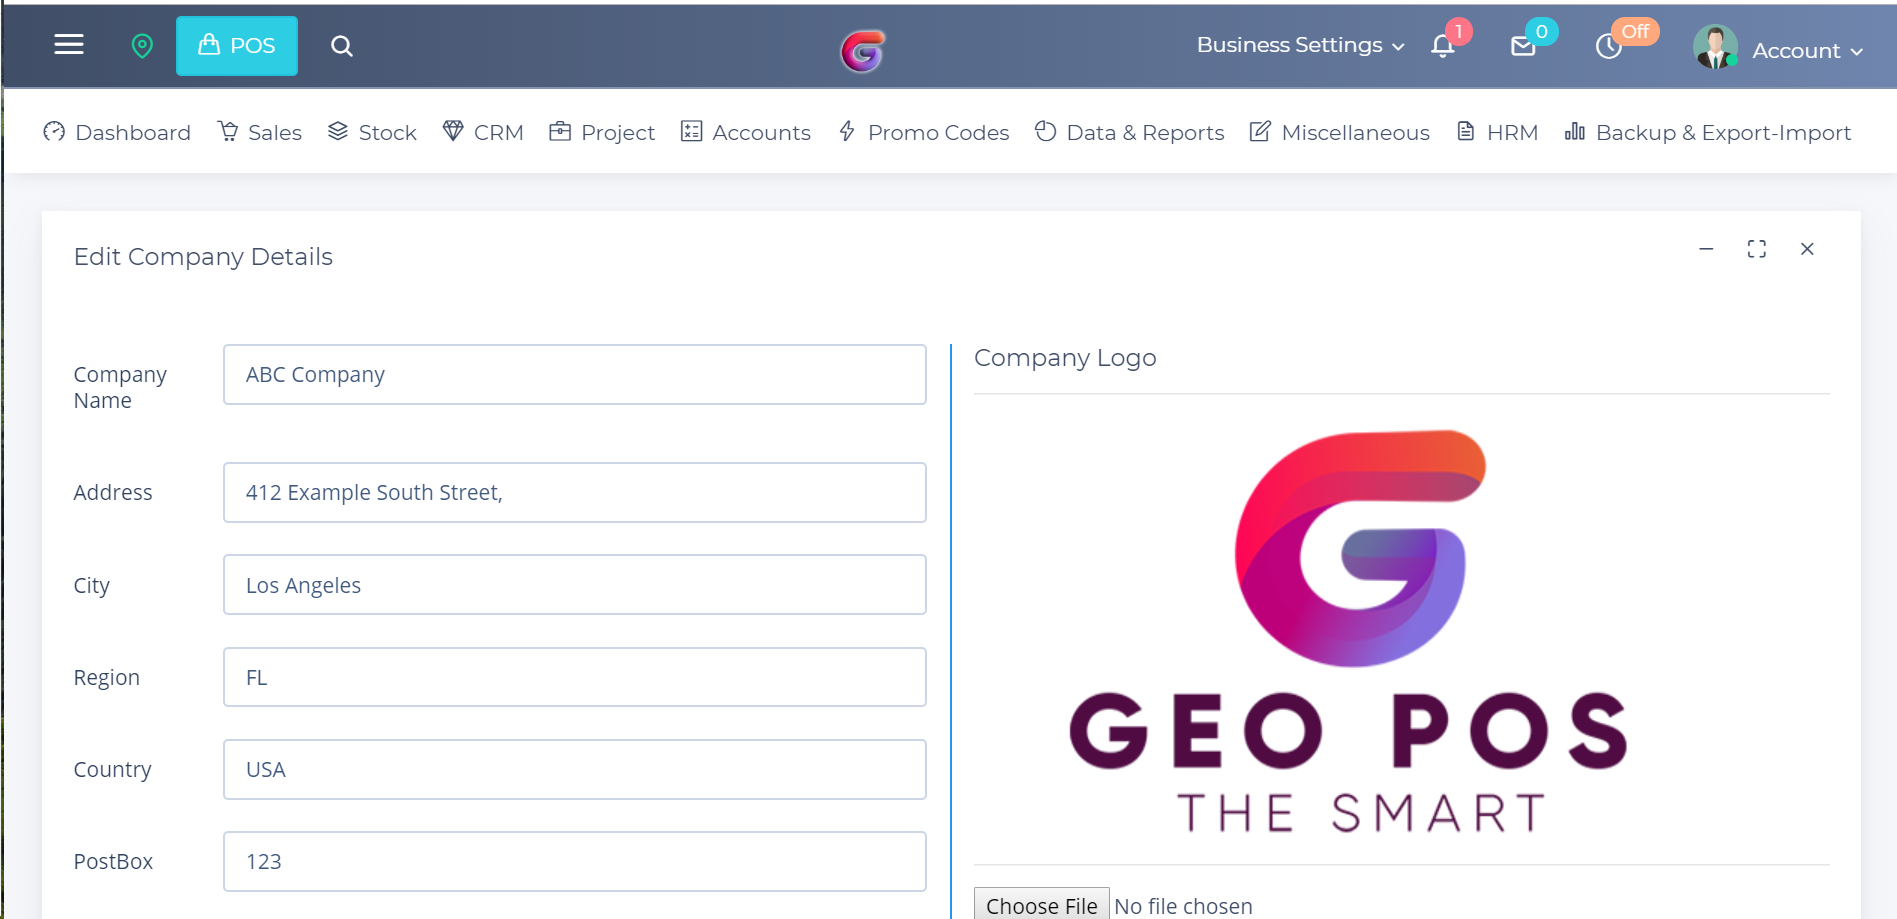 POS
Business Settings
1
0
Off
Account
Dashboard
Sales
Stock
CRM
Project
Accounts
Promo Codes
Data & Reports
Miscellaneous
HRM
Backup & Export-Import
Edit Company Details
Company
Name
ABC Company
Address
412 Example South Street,
City
Los Angeles
Region
FL
Country
USA
PostBox
123
Company Logo
GEO POS
THE SMART
Choose File No file chosen